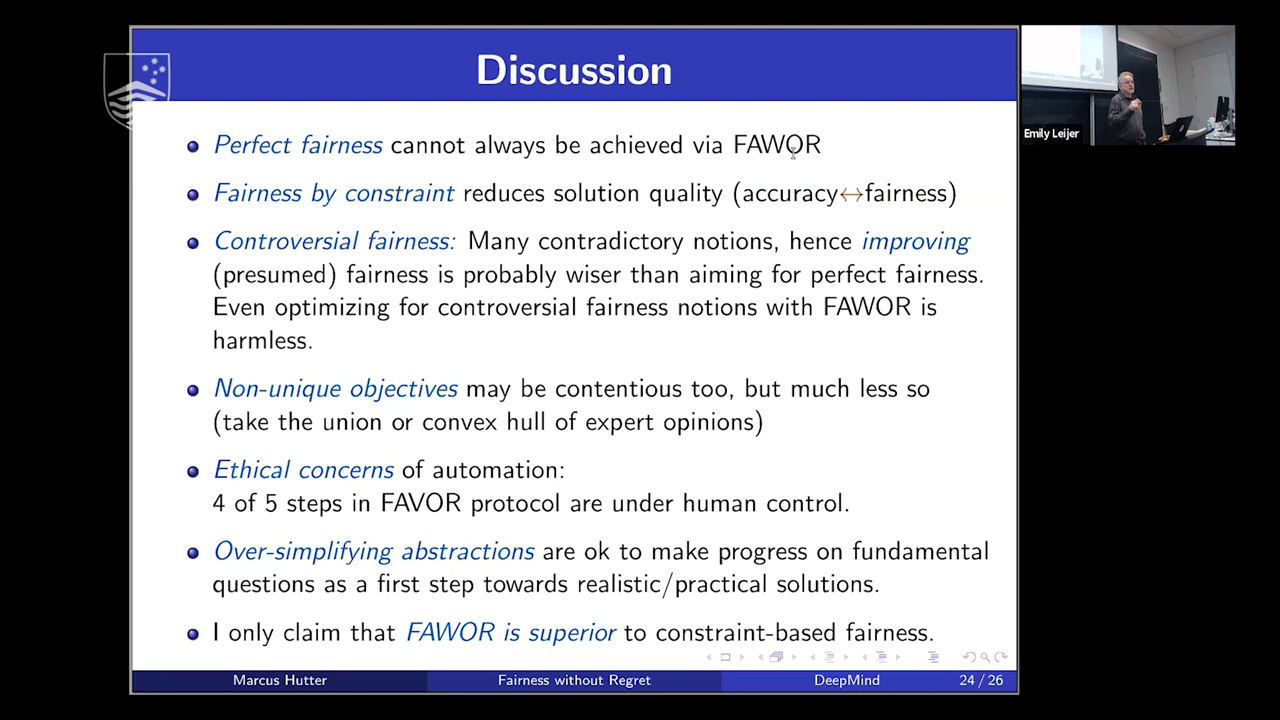 Discussion
Perfect fairness cannot always be achieved via FAWOR
Fairness by constraint reduces solution quality (accuracy↔fairness)
Controversial fairness: Many contradictory notions, hence improving
(presumed) fairness is probably wiser than aiming for perfect fairness.
Even optimizing for controversial fairness notions with FAWOR is
harmless.
Non-unique objectives may be contentious too, but much less so
(take the union or convex hull of expert opinions)
Ethical concerns of automation:
4 of 5 steps in FAVOR protocol are under human control.
Over-simplifying abstractions are ok to make progress on fundamental
questions as a first step towards realistic/practical solutions.
I only claim that FAWOR is superior to constraint-based fairness.
Marcus Hutter Fairness without Regret DeepMind 24 / 26
Emily Leijer